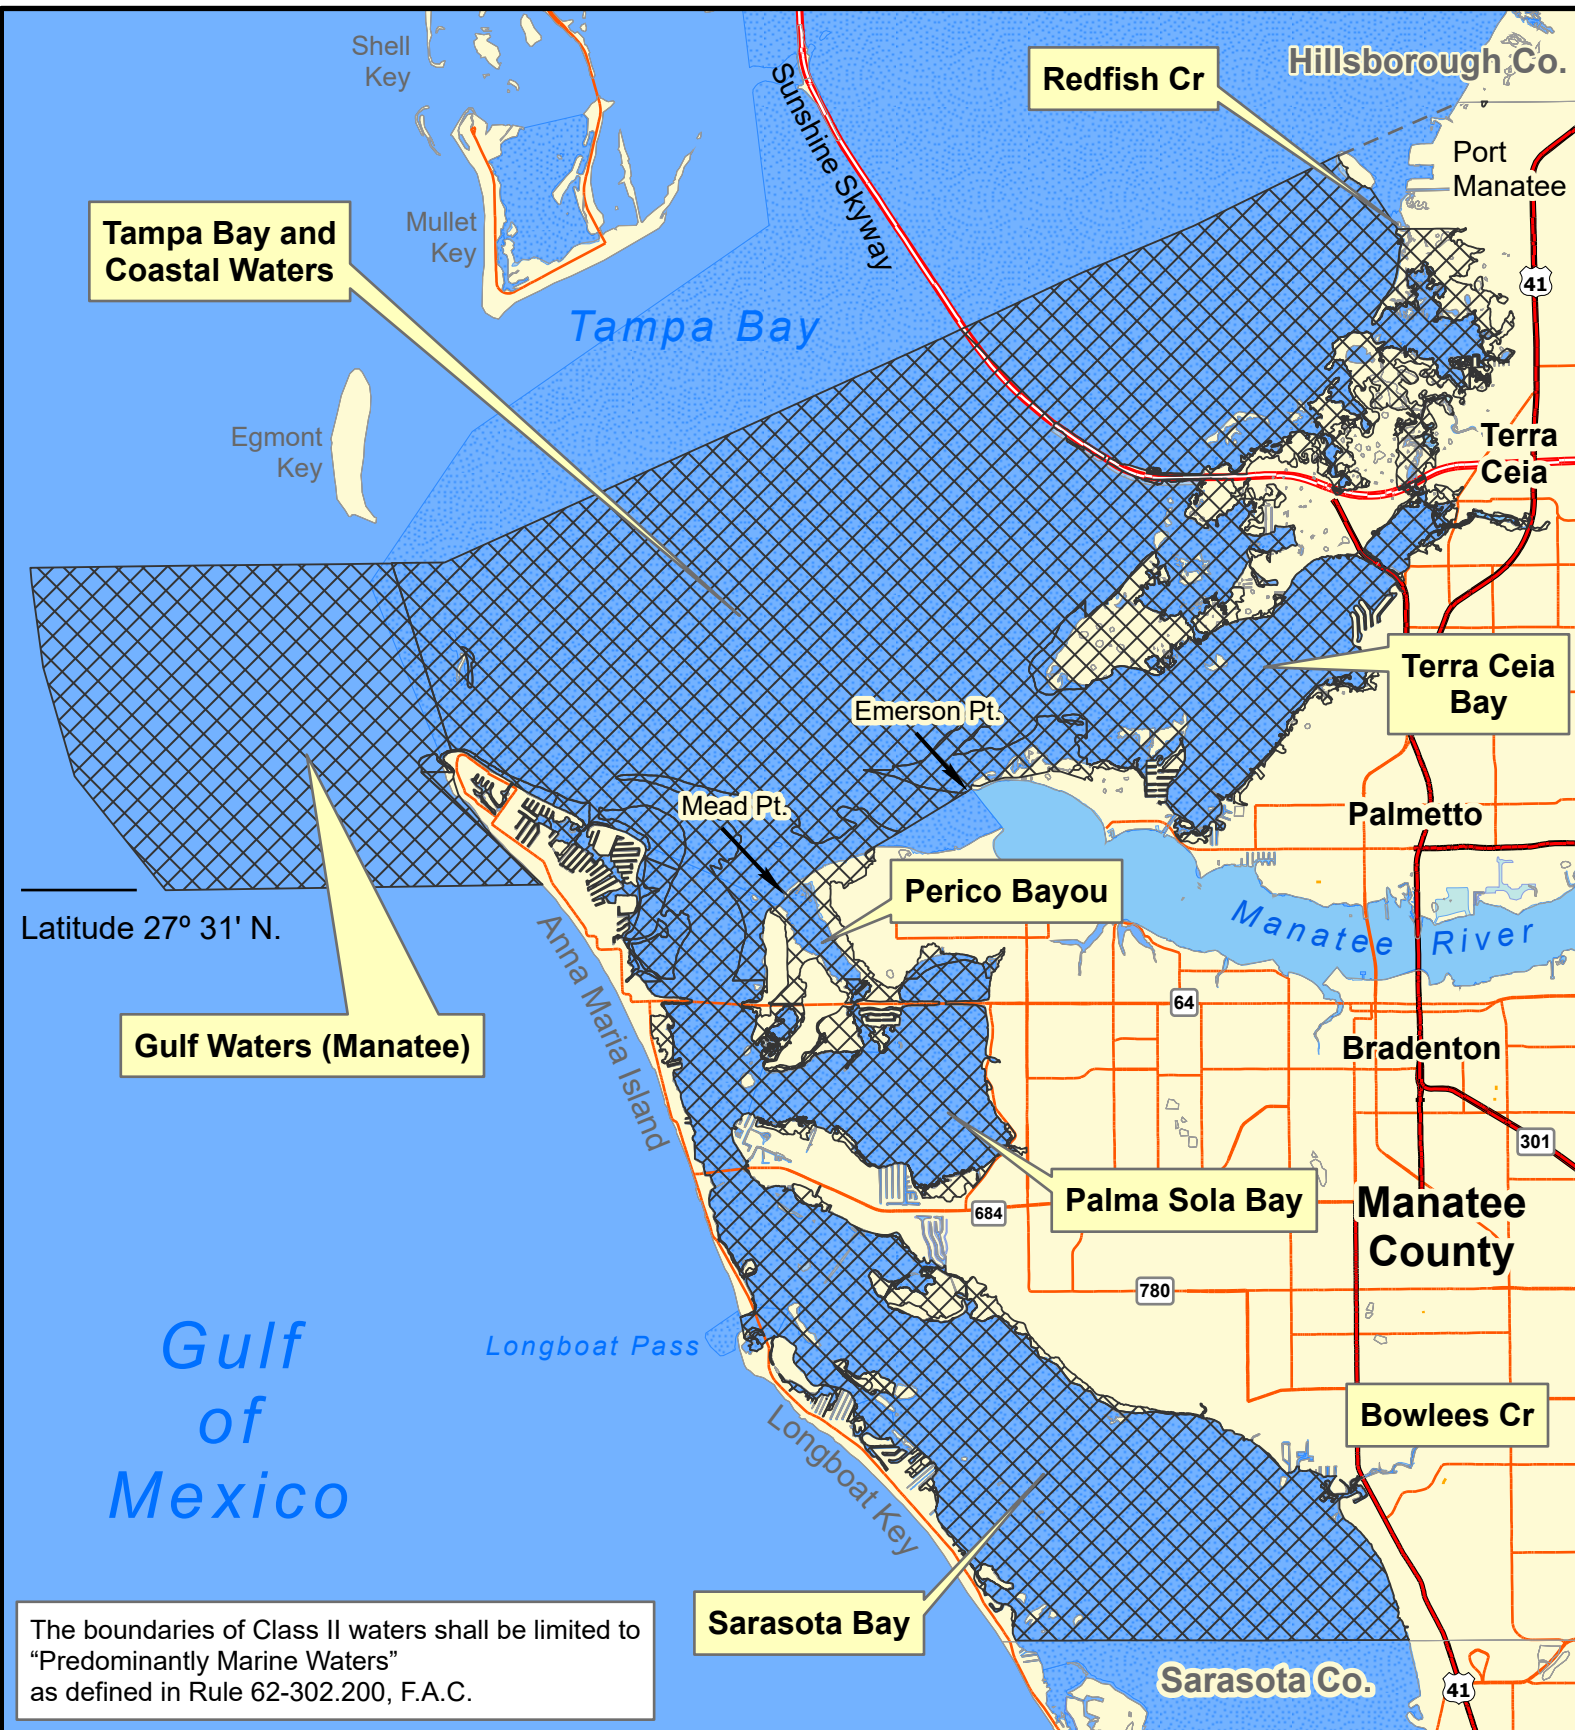 Shell
Key
Hillsborough Co.
Redfish Cr
Sunshine Skyway
Port
Manatee
Mullet
Key
Tampa Bay and
Coastal Waters
41
Tampa Bay
Egmont
Key
Terra
Ceia
Terra Ceia
Bay
Emerson Pt.
Mead Pt.
Palmetto
Perico Bayou
Latitude 27º 31' N.
Manatee River
Anna Maria Island
64
Gulf Waters (Manatee)
Bradenton
301
Palma Sola Bay
684
Manatee
County
780
Gulf
of
Mexico
Longboat Pass
Bowlees Cr
Longboat Key
Sarasota Bay
The boundaries of Class II waters shall be limited to
“Predominantly Marine Waters”
as defined in Rule 62-302.200, F.A.C.
Sarasota Co.
41